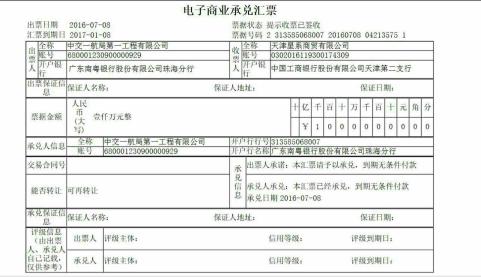 电子商业承兑汇票
出票日期 2016-07-08 票据状态 提示收票已签收
汇票到期日 2017-01-08 票据号码 2 313585068007 20160708 04213575 1
出票人 全称 中交一航局第一工程有限公司 收票人 全称 天津星系商贸有限公司
账号 680001230900000929 账号 0302016119300174309
开户银行 广东南粤银行股份有限公司珠海分行 开户银行 中国工商银行股份有限公司天津第二支行
出票保证信息 保证人名称: 保证人地址: 保证日期:
票据金额 人民币(大写) 壹仟万元整 十 亿 千 百 十 万 千 百 十 元 角 分
¥ 1 0 0 0 0 0 0 0 0 0
承兑人信息 全称 中交一航局第一工程有限公司 开户行行号 313585068007
账号 680001230900000929 开户行名称 广东南粤银行股份有限公司珠海分行
交易合同号 承兑信息 出票人承诺: 本汇票请予以承兑, 到期无条件付款
能否转让 可再转让 承兑人承兑: 本汇票已经承兑, 到期无条件付款
承兑日期 2016-07-08
承兑保证信息 保证人名称: 保证人地址: 保证日期:
评级信息(由出票人、承兑人自己记载,仅供参考) 出票人 评级主体: 信用等级: 评级到期日:
承兑人 评级主体: 信用等级: 评级到期日: